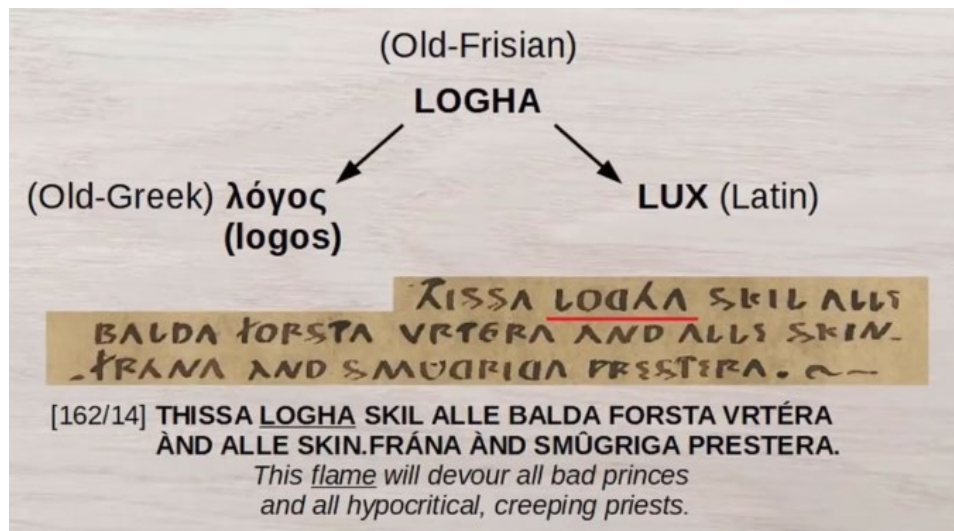 (Old-Frisian)
LOGHA
(Old-Greek) λόγος LUX (Latin)
(logos)
THISSA LOGHA SKIL ALLE
BALDA FORSTA VRTERA AND ALLE SKIN-
-FRANA AND SMUGRIGA PRESTERA.
[162/14] THISSA LOGHA SKIL ALLE BALDA FORSTA VRTÉRA
ÀND ALLE SKIN.FRÁNA ÀND SMÛGRIGA PRESTERA.
This flame will devour all bad princes
and all hypocritical, creeping priests.